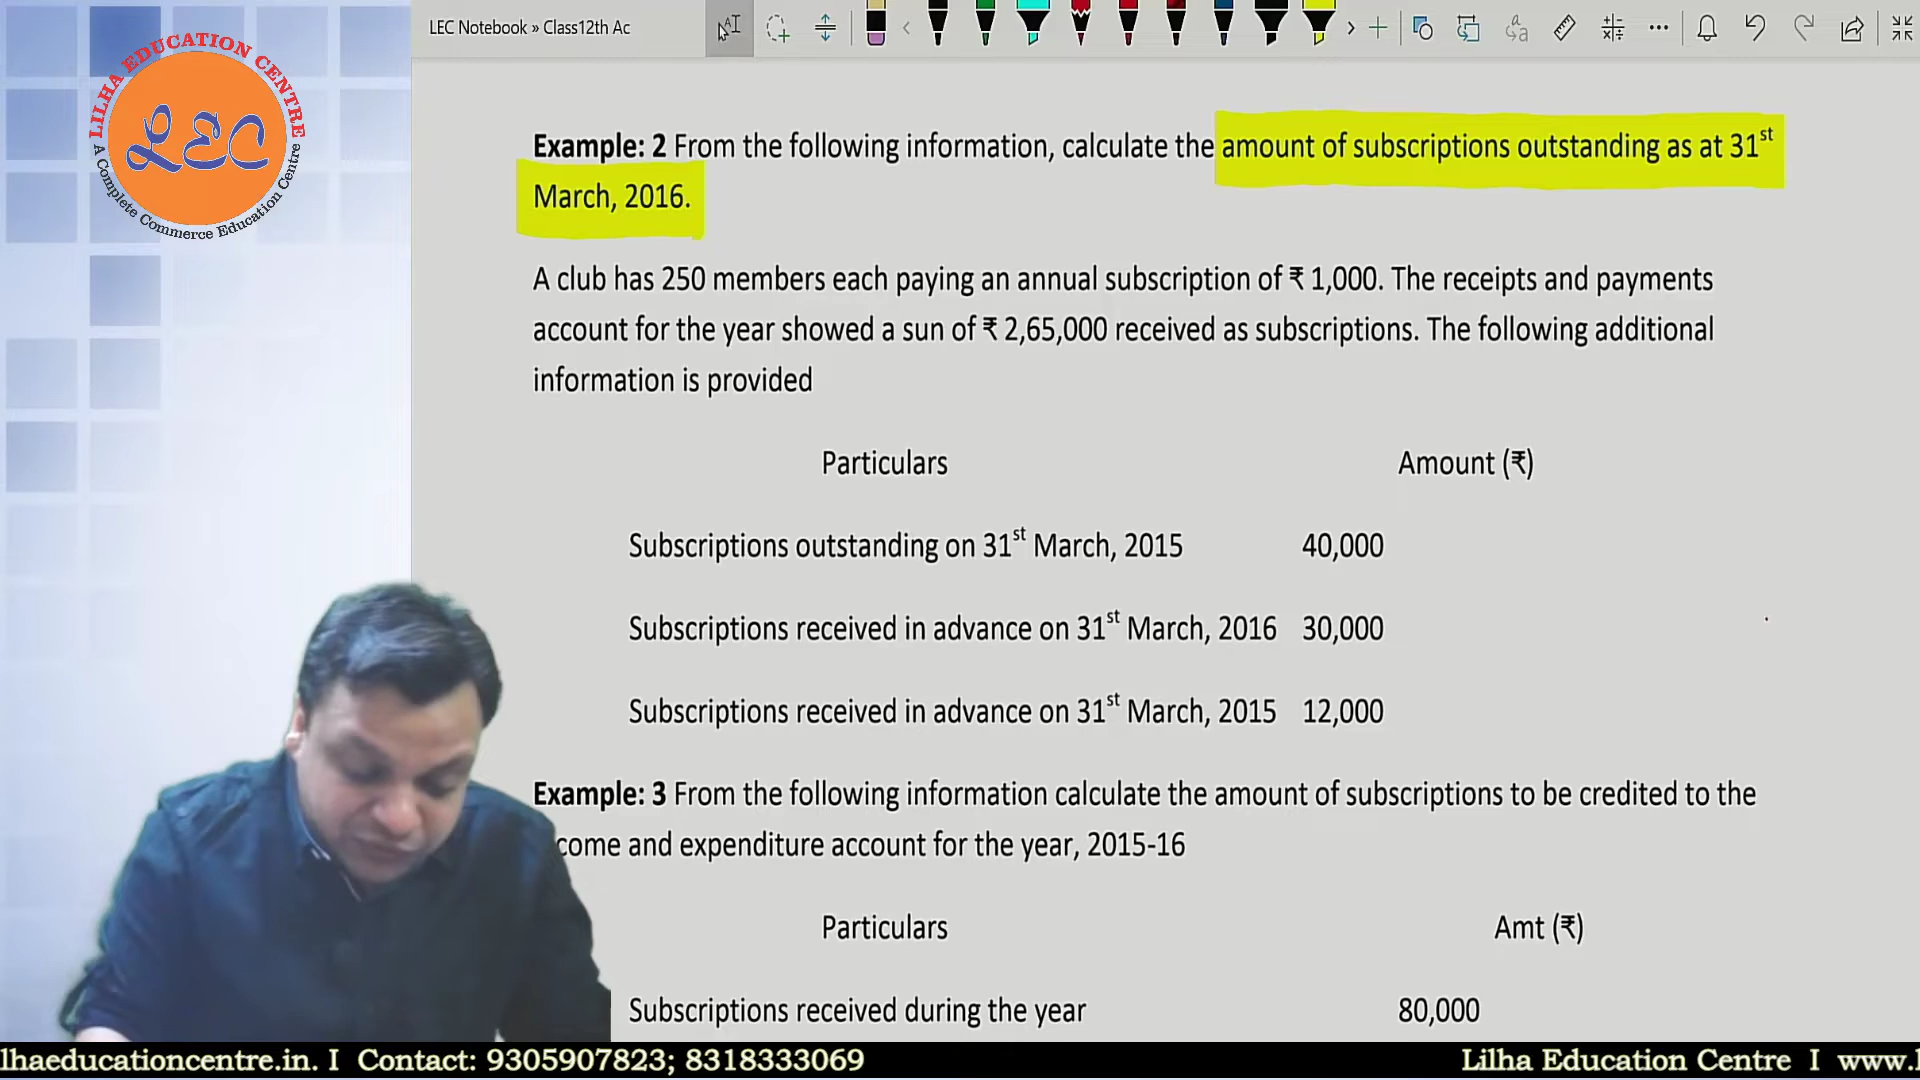 LEC Notebook » Class12th Ac
LILHA EDUCATION CENTRE
LEC
A Complete Commerce Education Centre
Example: 2 From the following information, calculate the amount of subscriptions outstanding as at 31st
March, 2016.
A club has 250 members each paying an annual subscription of ₹ 1,000. The receipts and payments
account for the year showed a sun of ₹ 2,65,000 received as subscriptions. The following additional
information is provided
Particulars Amount (₹)
Subscriptions outstanding on 31st March, 2015 40,000
Subscriptions received in advance on 31st March, 2016 30,000
Subscriptions received in advance on 31st March, 2015 12,000
Example: 3 From the following information calculate the amount of subscriptions to be credited to the
come and expenditure account for the year, 2015-16
Particulars Amt (₹)
Subscriptions received during the year 80,000
lhaeducationcentre.in. I Contact: 9305907823; 8318333069 Lilha Education Centre I www.l